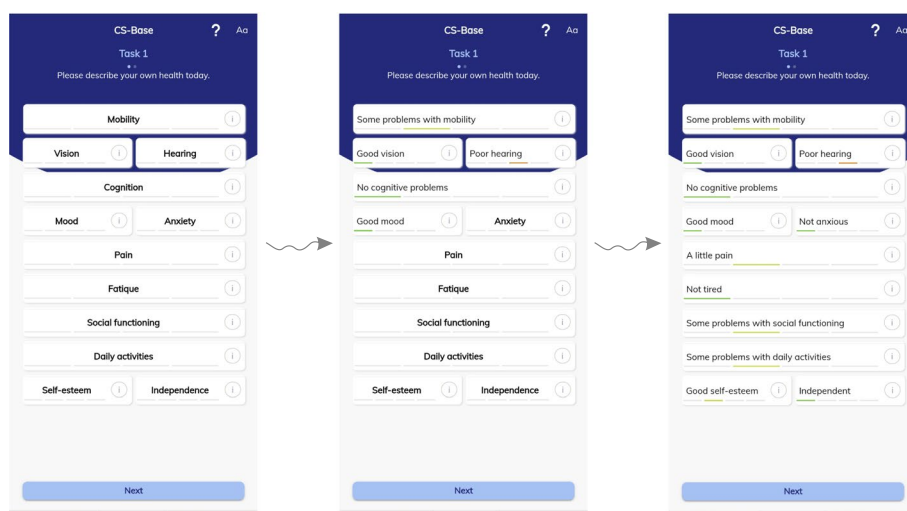 CS-Base ? Aa
Task 1
Please describe your own health today.
Mobility i
Vision i Hearing i
Cognition i
Mood i Anxiety i
Pain i
Fatique i
Social functioning i
Daily activities i
Self-esteem i Independence i
Next
CS-Base ? Aa
Task 1
Please describe your own health today.
Some problems with mobility i
Good vision i Poor hearing i
No cognitive problems i
Good mood i Anxiety i
Pain i
Fatique i
Social functioning i
Daily activities i
Self-esteem i Independence i
Next
CS-Base ? Aa
Task 1
Please describe your own health today.
Some problems with mobility i
Good vision i Poor hearing i
No cognitive problems i
Good mood i Not anxious i
A little pain i
Not tired i
Some problems with social functioning i
Some problems with daily activities i
Good self-esteem i Independent i
Next